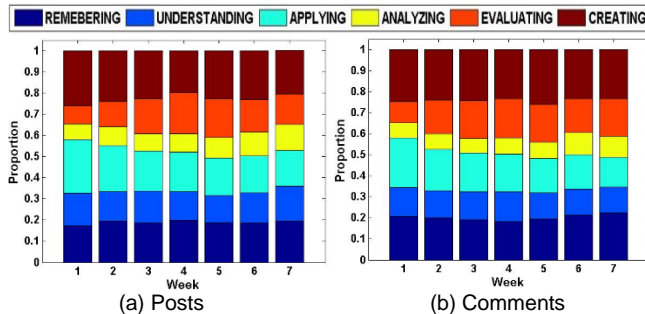 REMEBERING UNDERSTANDING APPLYING ANALYZING EVALUATING CREATING
1
0.9
0.8
0.7
0.6
0.5
0.4
0.3
0.2
0.1
0
Proportion
1 2 3 4 5 6 7
Week
(a) Posts
1
0.9
0.8
0.7
0.6
0.5
0.4
0.3
0.2
0.1
0
Proportion
1 2 3 4 5 6 7
Week
(b) Comments